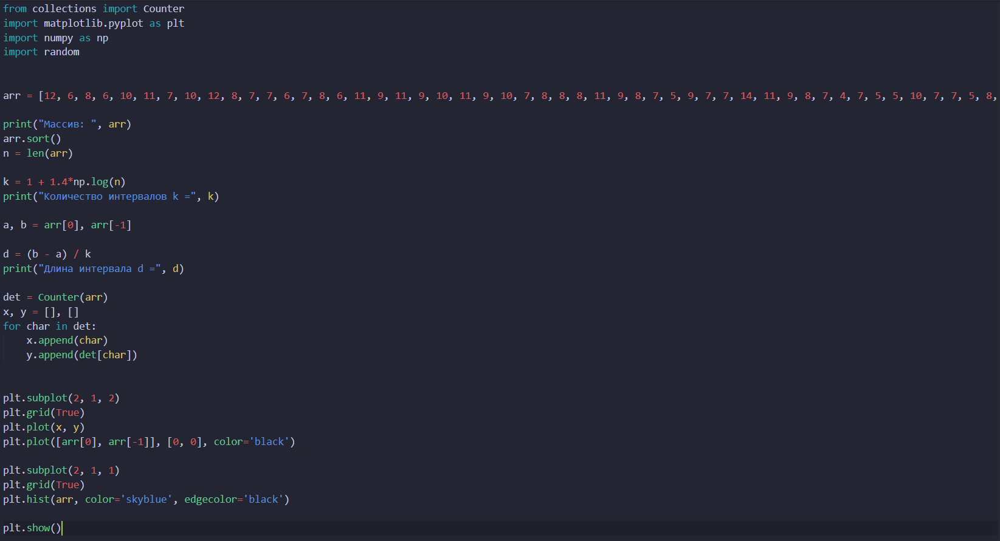 from collections import Counter
import matplotlib.pyplot as plt
import numpy as np
import random
arr = [12, 6, 8, 6, 10, 11, 7, 10, 12, 8, 7, 7, 6, 7, 8, 6, 11, 9, 11, 9, 10, 11, 9, 10, 7, 8, 8, 8, 11, 9, 8, 7, 5, 9, 7, 7, 14, 11, 9, 8, 7, 4, 7, 5, 5, 10, 7, 7, 5, 8,
print("Массив: ", arr)
arr.sort()
n = len(arr)
k = 1 + 1.4*np.log(n)
print("Количество интервалов k =", k)
a, b = arr[0], arr[-1]
d = (b - a) / k
print("Длина интервала d =", d)
det = Counter(arr)
x, y = [], []
for char in det:
    x.append(char)
    y.append(det[char])
plt.subplot(2, 1, 2)
plt.grid(True)
plt.plot(x, y)
plt.plot([arr[0], arr[-1]], [0, 0], color='black')
plt.subplot(2, 1, 1)
plt.grid(True)
plt.hist(arr, color='skyblue', edgecolor='black')
plt.show()